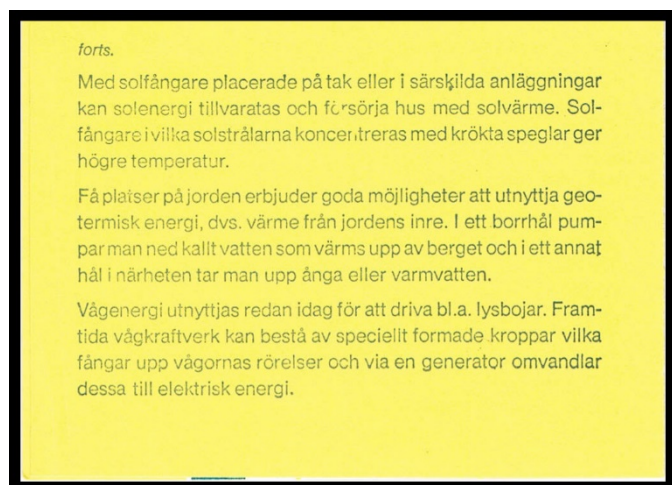 forts.
Med solfångare placerade på tak eller i särskilda anläggningar
kan solenergi tillvaratas och försörja hus med solvärme. Sol-
fångare i vilka solstrålarna koncentreras med krökta speglar ger
högre temperatur.
Få platser på jorden erbjuder goda möjligheter att utnyttja geo-
termisk energi, dvs. värme från jordens inre. I ett borrhål pum-
par man ned kallt vatten som värms upp av berget och i ett annat
hål i närheten tar man upp ånga eller varmvatten.
Vågenergi utnyttjas redan idag för att driva bl.a. lysbojar. Fram-
tida vågkraftverk kan bestå av speciellt formade kroppar vilka
fångar upp vågornas rörelser och via en generator omvandlar
dessa till elektrisk energi.